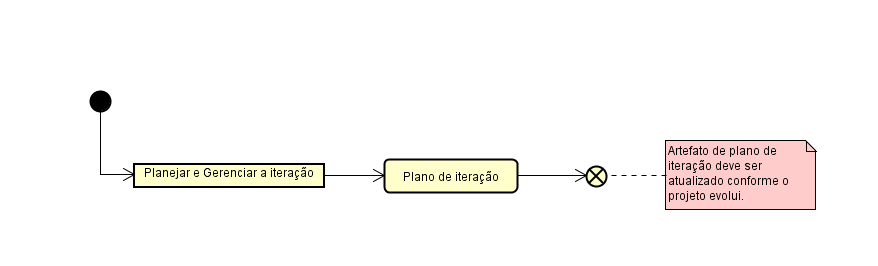 Planejar e Gerenciar a iteração
Plano de iteração
Artefato de plano de
iteração deve ser
atualizado conforme o
projeto evolui.